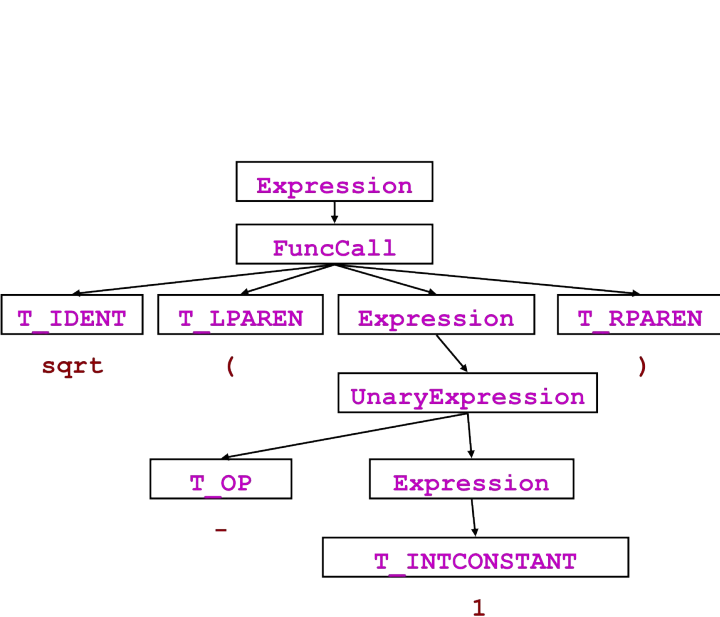 Expression
FuncCall
T_IDENT T_LPAREN Expression T_RPAREN
sqrt ( )
UnaryExpression
T_OP Expression
-
T_INTCONSTANT
1